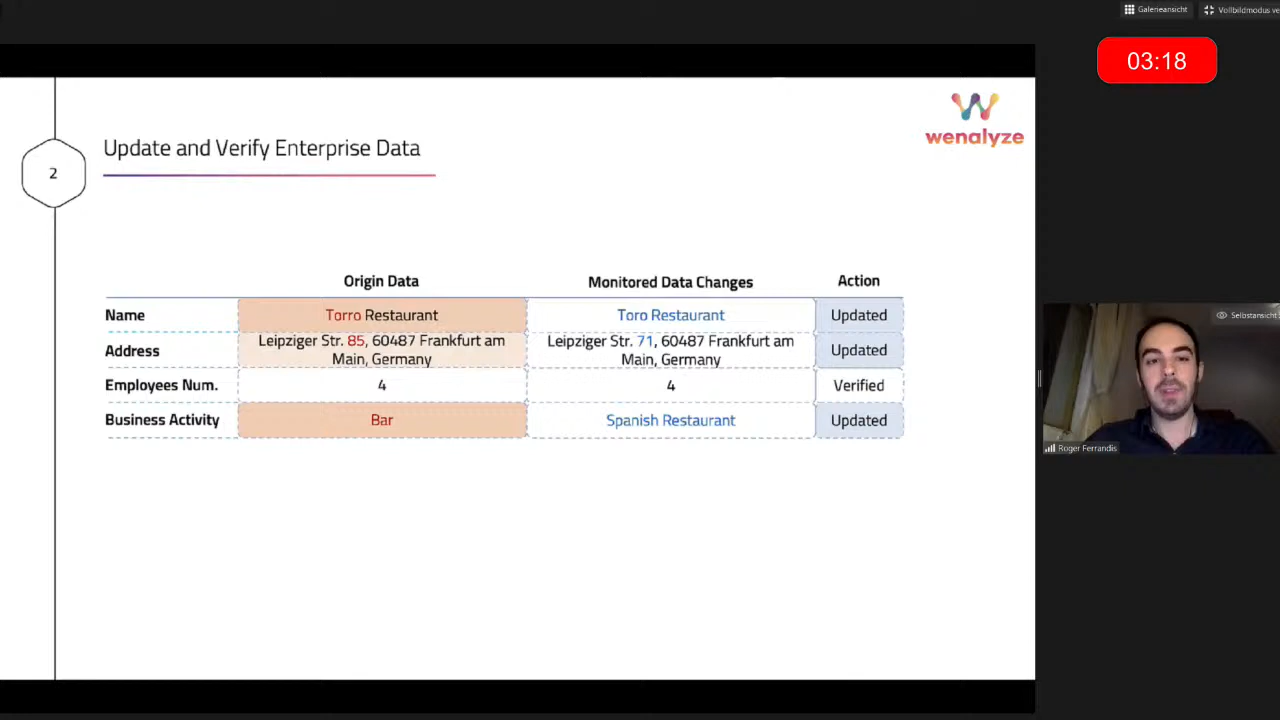 Galerieansicht
Vollbildmodus ve
03:18
wenalyze
2
Update and Verify Enterprise Data
Origin Data
Monitored Data Changes
Action
Name
Torro Restaurant
Toro Restaurant
Updated
Address
Leipziger Str. 85, 60487 Frankfurt am
Main, Germany
Leipziger Str. 71, 60487 Frankfurt am
Main, Germany
Updated
Employees Num.
4
4
Verified
Business Activity
Bar
Spanish Restaurant
Updated
Selbstansicht
Roger Ferrandis